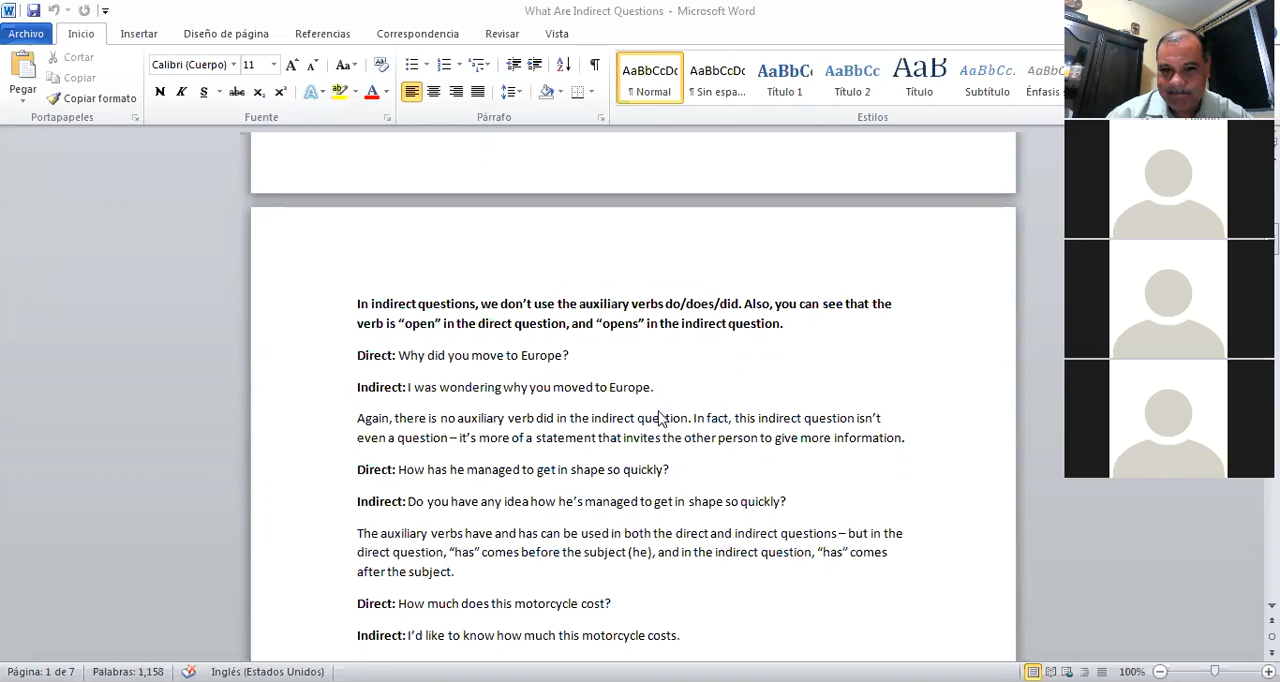 What Are Indirect Questions - Microsoft Word
Archivo Inicio Insertar Diseño de página Referencias Correspondencia Revisar Vista
Pegar
Cortar
Copiar
Copiar formato
Portapapeles
Calibri (Cuerpo) 11
N K S abc x₂ x²
Fuente
Párrafo
AaBbCcDc AaBbCcDc AaBbC AaBbCc AaB AaBbCc. AaBbCc
¶ Normal ¶ Sin espa... Título 1 Título 2 Título Subtítulo Énfasis
Estilos
In indirect questions, we don’t use the auxiliary verbs do/does/did. Also, you can see that the
verb is “open” in the direct question, and “opens” in the indirect question.
Direct: Why did you move to Europe?
Indirect: I was wondering why you moved to Europe.
Again, there is no auxiliary verb did in the indirect question. In fact, this indirect question isn’t
even a question – it’s more of a statement that invites the other person to give more information.
Direct: How has he managed to get in shape so quickly?
Indirect: Do you have any idea how he’s managed to get in shape so quickly?
The auxiliary verbs have and has can be used in both the direct and indirect questions – but in the
direct question, “has” comes before the subject (he), and in the indirect question, “has” comes
after the subject.
Direct: How much does this motorcycle cost?
Indirect: I’d like to know how much this motorcycle costs.
Página: 1 de 7 Palabras: 1,158 Inglés (Estados Unidos) 100%